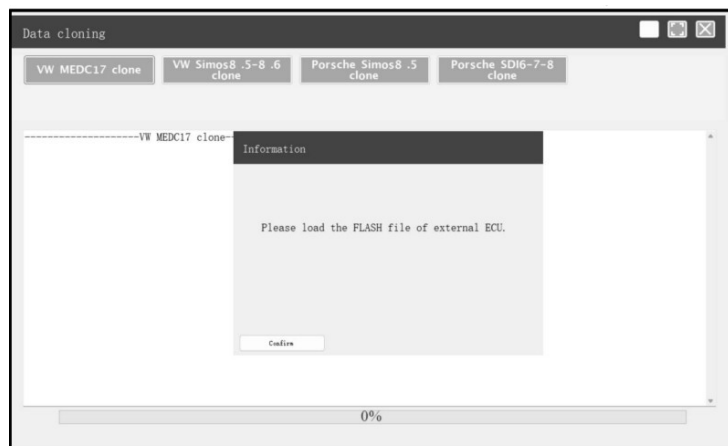 Data cloning
VW MEDC17 clone
VW Simos8 .5-8 .6
clone
Porsche Simos8 .5
clone
Porsche SDI6-7-8
clone
--------------------VW MEDC17 clone--
Information
Please load the FLASH file of external ECU.
Confirm
0%